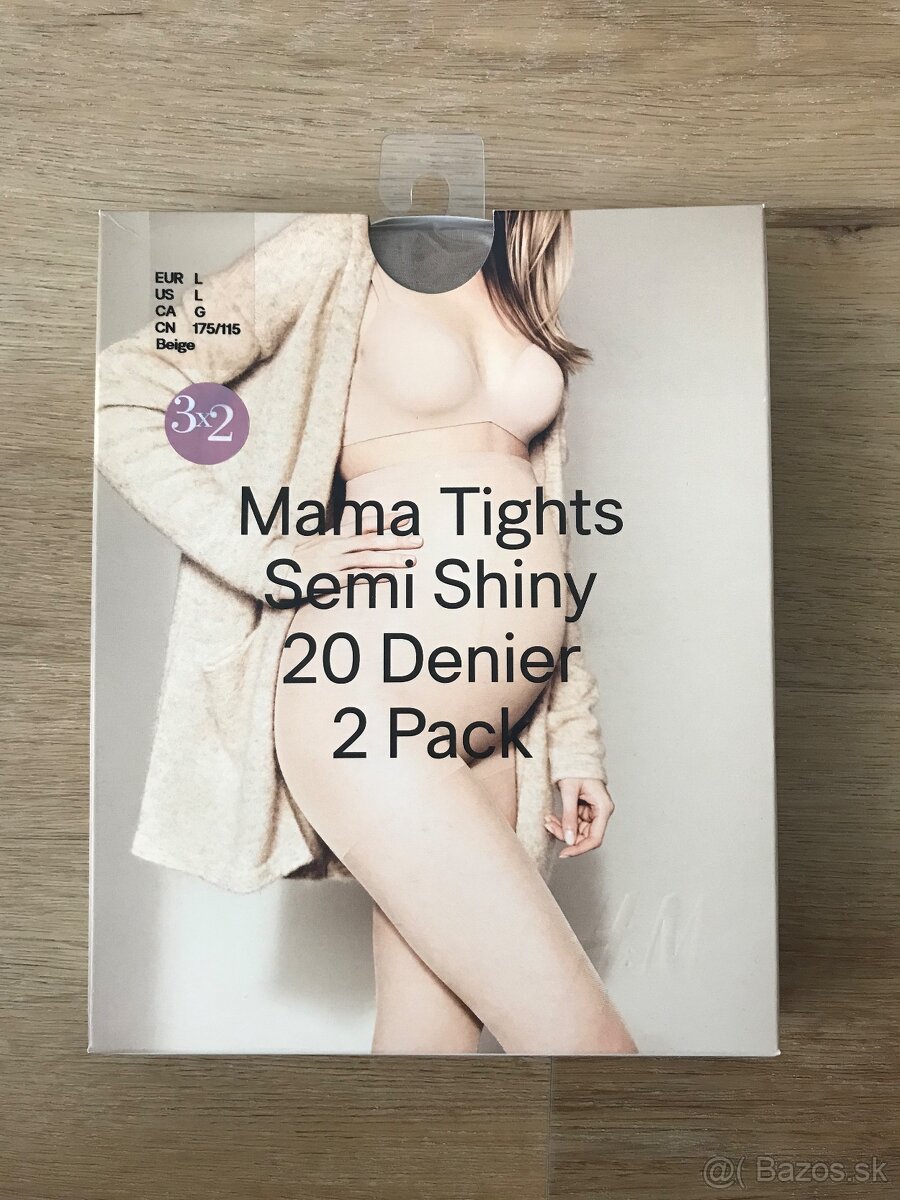 EUR L
US L
CA G
CN 175/115
Beige
3x2
Mama Tights
Semi Shiny
20 Denier
2 Pack
H&M
@( Bazos.sk